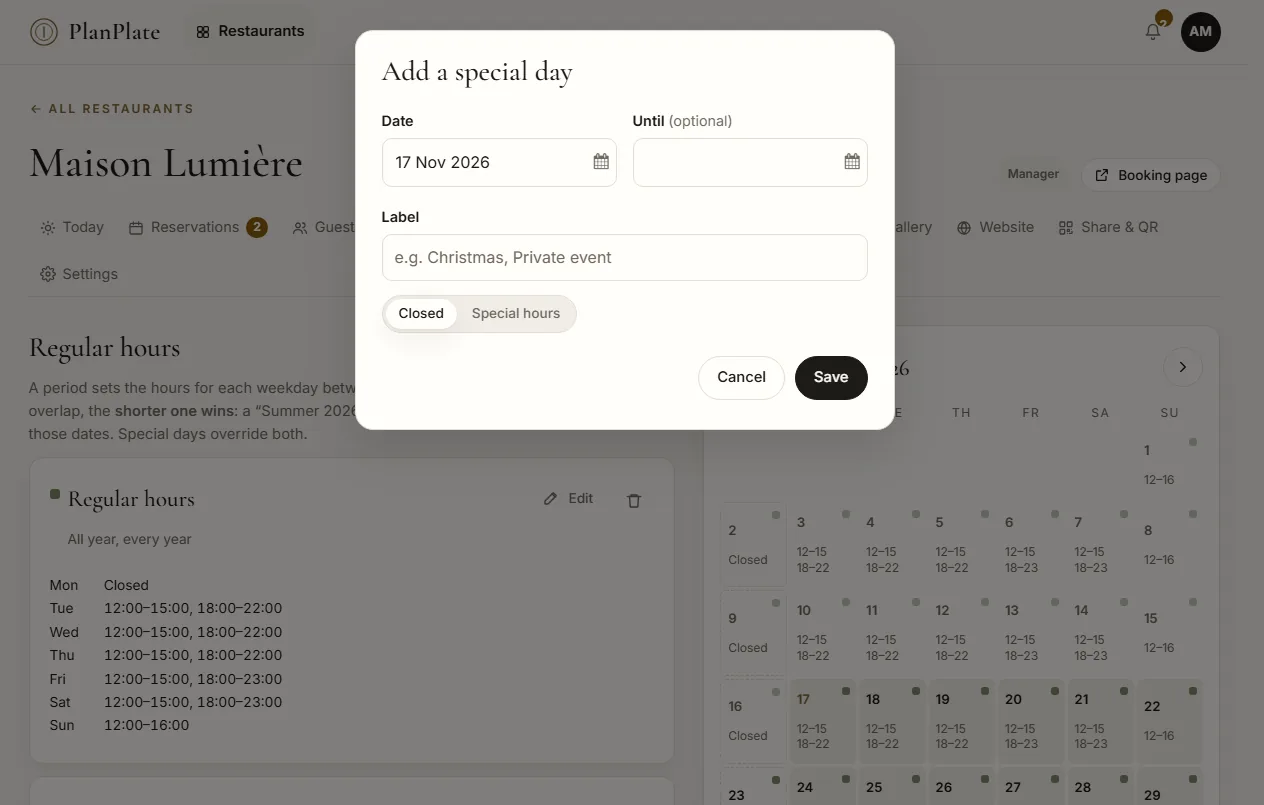 PlanPlate
Restaurants
2
AM
← ALL RESTAURANTS
Maison Lumière
Manager
Booking page
Today
Reservations 2
Guest
allery
Website
Share & QR
Settings
Add a special day
Date
Until (optional)
17 Nov 2026
Label
e.g. Christmas, Private event
Closed
Special hours
Cancel
Save
Regular hours
A period sets the hours for each weekday betw
overlap, the shorter one wins: a “Summer 2026
those dates. Special days override both.
Regular hours
Edit
All year, every year
Mon Closed
Tue 12:00–15:00, 18:00–22:00
Wed 12:00–15:00, 18:00–22:00
Thu 12:00–15:00, 18:00–22:00
Fri 12:00–15:00, 18:00–23:00
Sat 12:00–15:00, 18:00–23:00
Sun 12:00–16:00
26
E TH FR SA SU
1
12–16
2 3 4 5 6 7 8
Closed 12–15 12–15 12–15 12–15 12–15 12–16
18–22 18–22 18–22 18–23 18–23
9 10 11 12 13 14 15
Closed 12–15 12–15 12–15 12–15 12–15 12–16
18–22 18–22 18–22 18–23 18–23
16 17 18 19 20 21 22
Closed 12–15 12–15 12–15 12–15 12–15 12–16
18–22 18–22 18–22 18–23 18–23
23 24 25 26 27 28 29